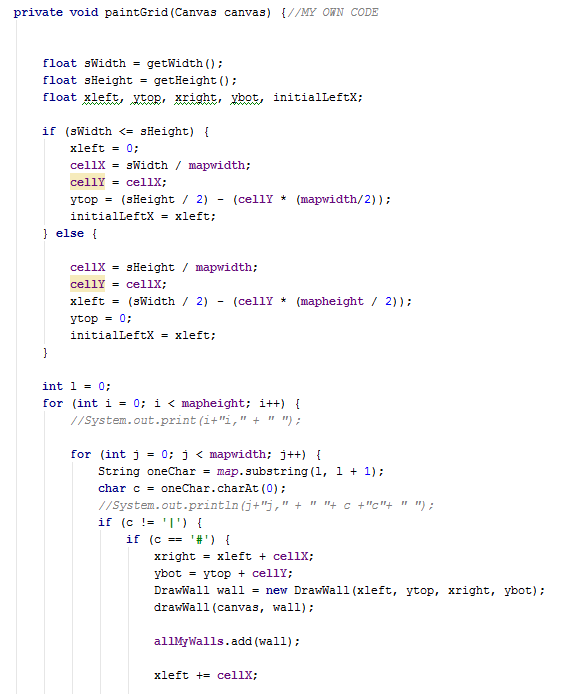 private void paintGrid(Canvas canvas) {//MY OWN CODE
float sWidth = getWidth();
float sHeight = getHeight();
float xleft, ytop, xright, ybot, initialLeftX;
if (sWidth <= sHeight) {
xleft = 0;
cellX = sWidth / mapwidth;
cellY = cellX;
ytop = (sHeight / 2) - (cellY * (mapwidth/2));
initialLeftX = xleft;
} else {
cellX = sHeight / mapwidth;
cellY = cellX;
xleft = (sWidth / 2) - (cellY * (mapheight / 2));
ytop = 0;
initialLeftX = xleft;
}
int l = 0;
for (int i = 0; i < mapheight; i++) {
//System.out.print(i+"i," + " ");
for (int j = 0; j < mapwidth; j++) {
String oneChar = map.substring(l, l + 1);
char c = oneChar.charAt(0);
//System.out.println(j+"j," + " "+ c +"c"+ " ");
if (c != '|') {
if (c == '#') {
xright = xleft + cellX;
ybot = ytop + cellY;
DrawWall wall = new DrawWall(xleft, ytop, xright, ybot);
drawWall(canvas, wall);
allMyWalls.add(wall);
xleft += cellX;